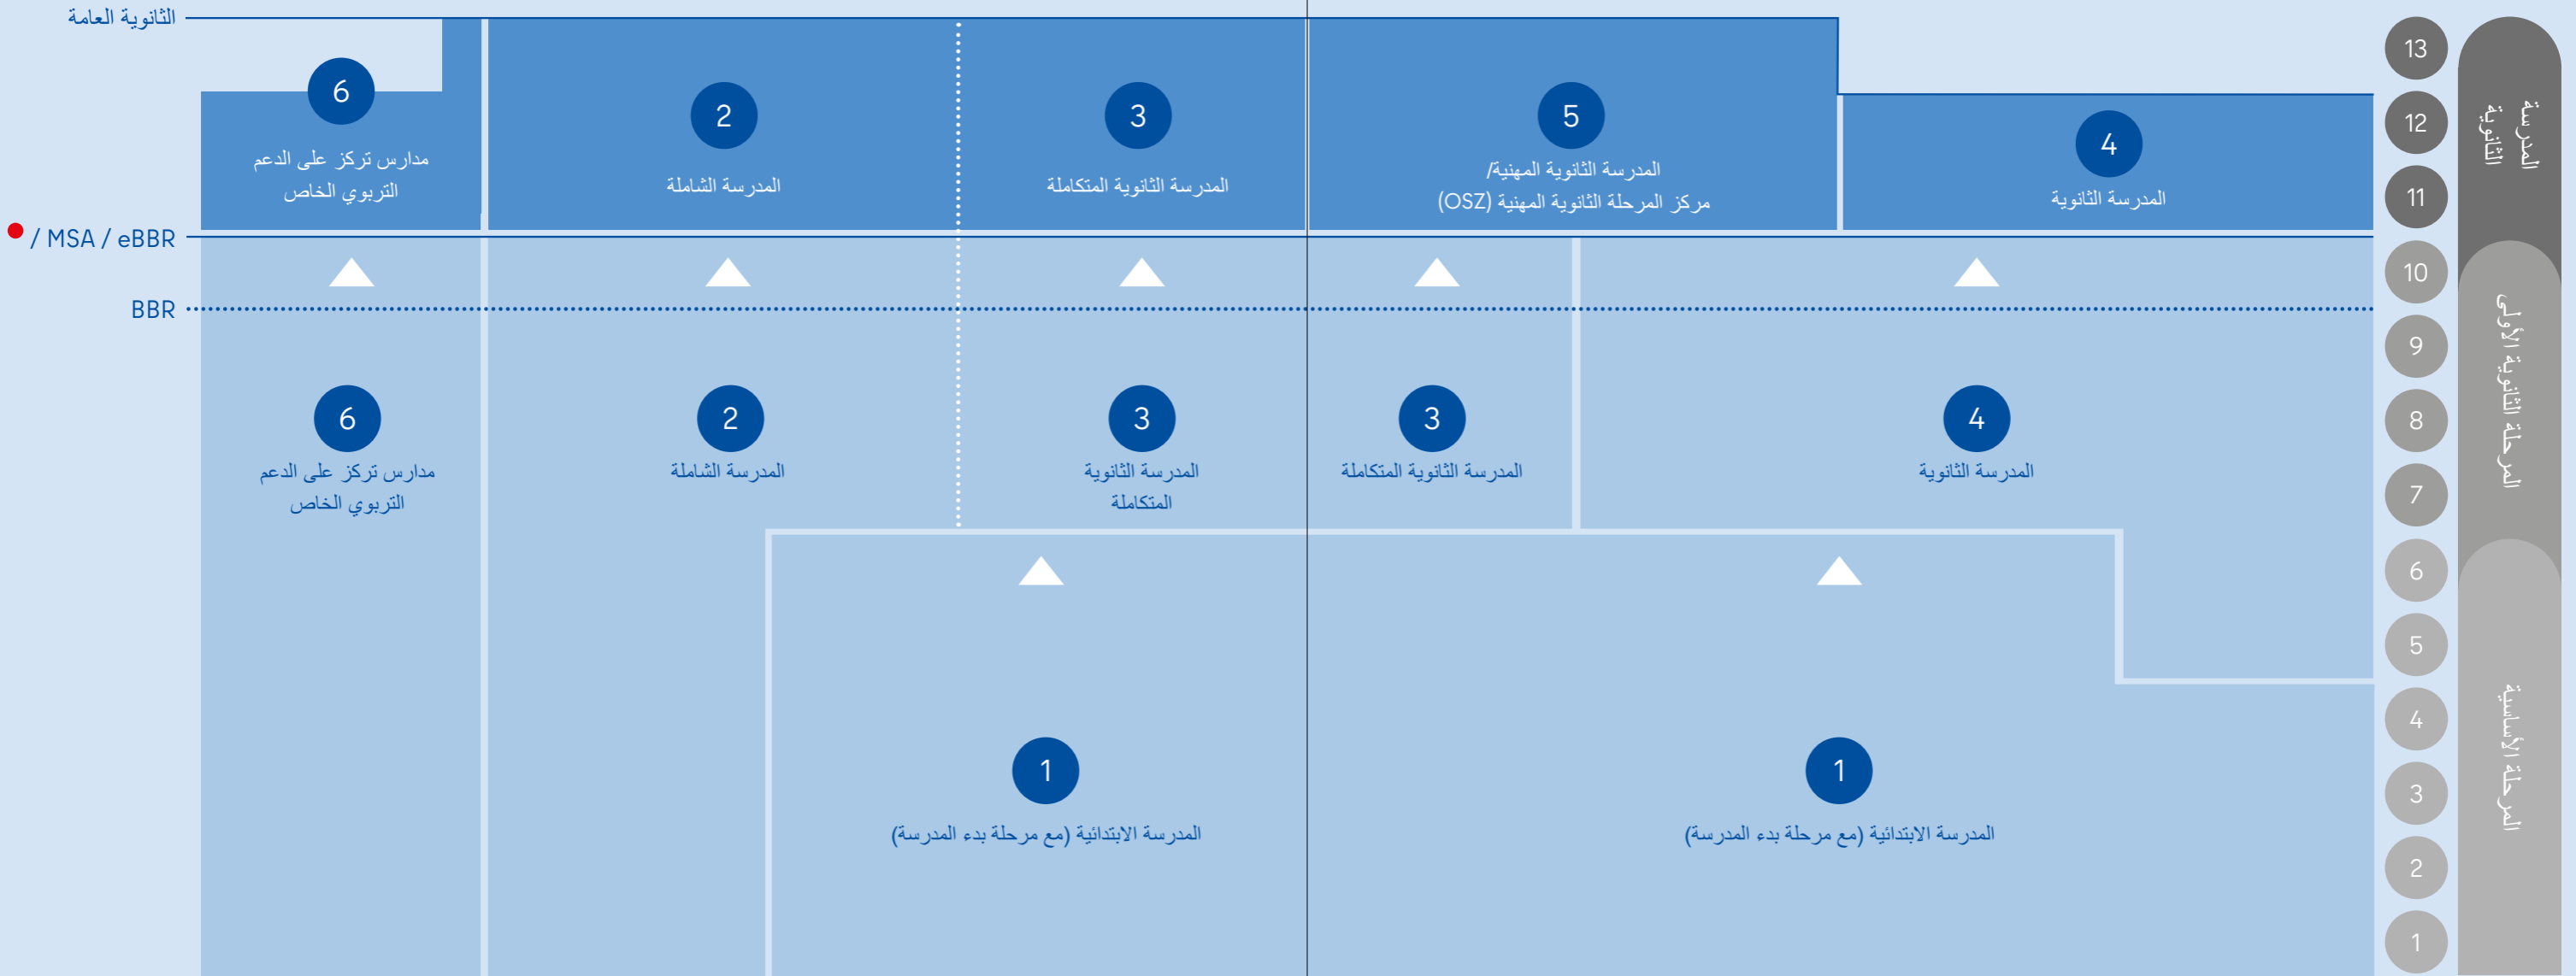 الثانوية العامة
6
مدارس تركز على الدعم
التربوي الخاص
2
المدرسة الشاملة
3
المدرسة الثانوية المتكاملة
5
المدرسة الثانوية المهنية/
مركز المرحلة الثانوية المهنية (OSZ)
4
المدرسة الثانوية
/ MSA / eBBR
BBR
6
مدارس تركز على الدعم
التربوي الخاص
2
المدرسة الشاملة
3
المدرسة الثانوية
المتكاملة
3
المدرسة الثانوية المتكاملة
4
المدرسة الثانوية
1
المدرسة الابتدائية (مع مرحلة بدء المدرسة)
1
المدرسة الابتدائية (مع مرحلة بدء المدرسة)
13
12
11
10
9
8
7
6
5
4
3
2
1
المدرسة
الثانوية
المرحلة الثانوية الأولى
المرحلة الأساسية